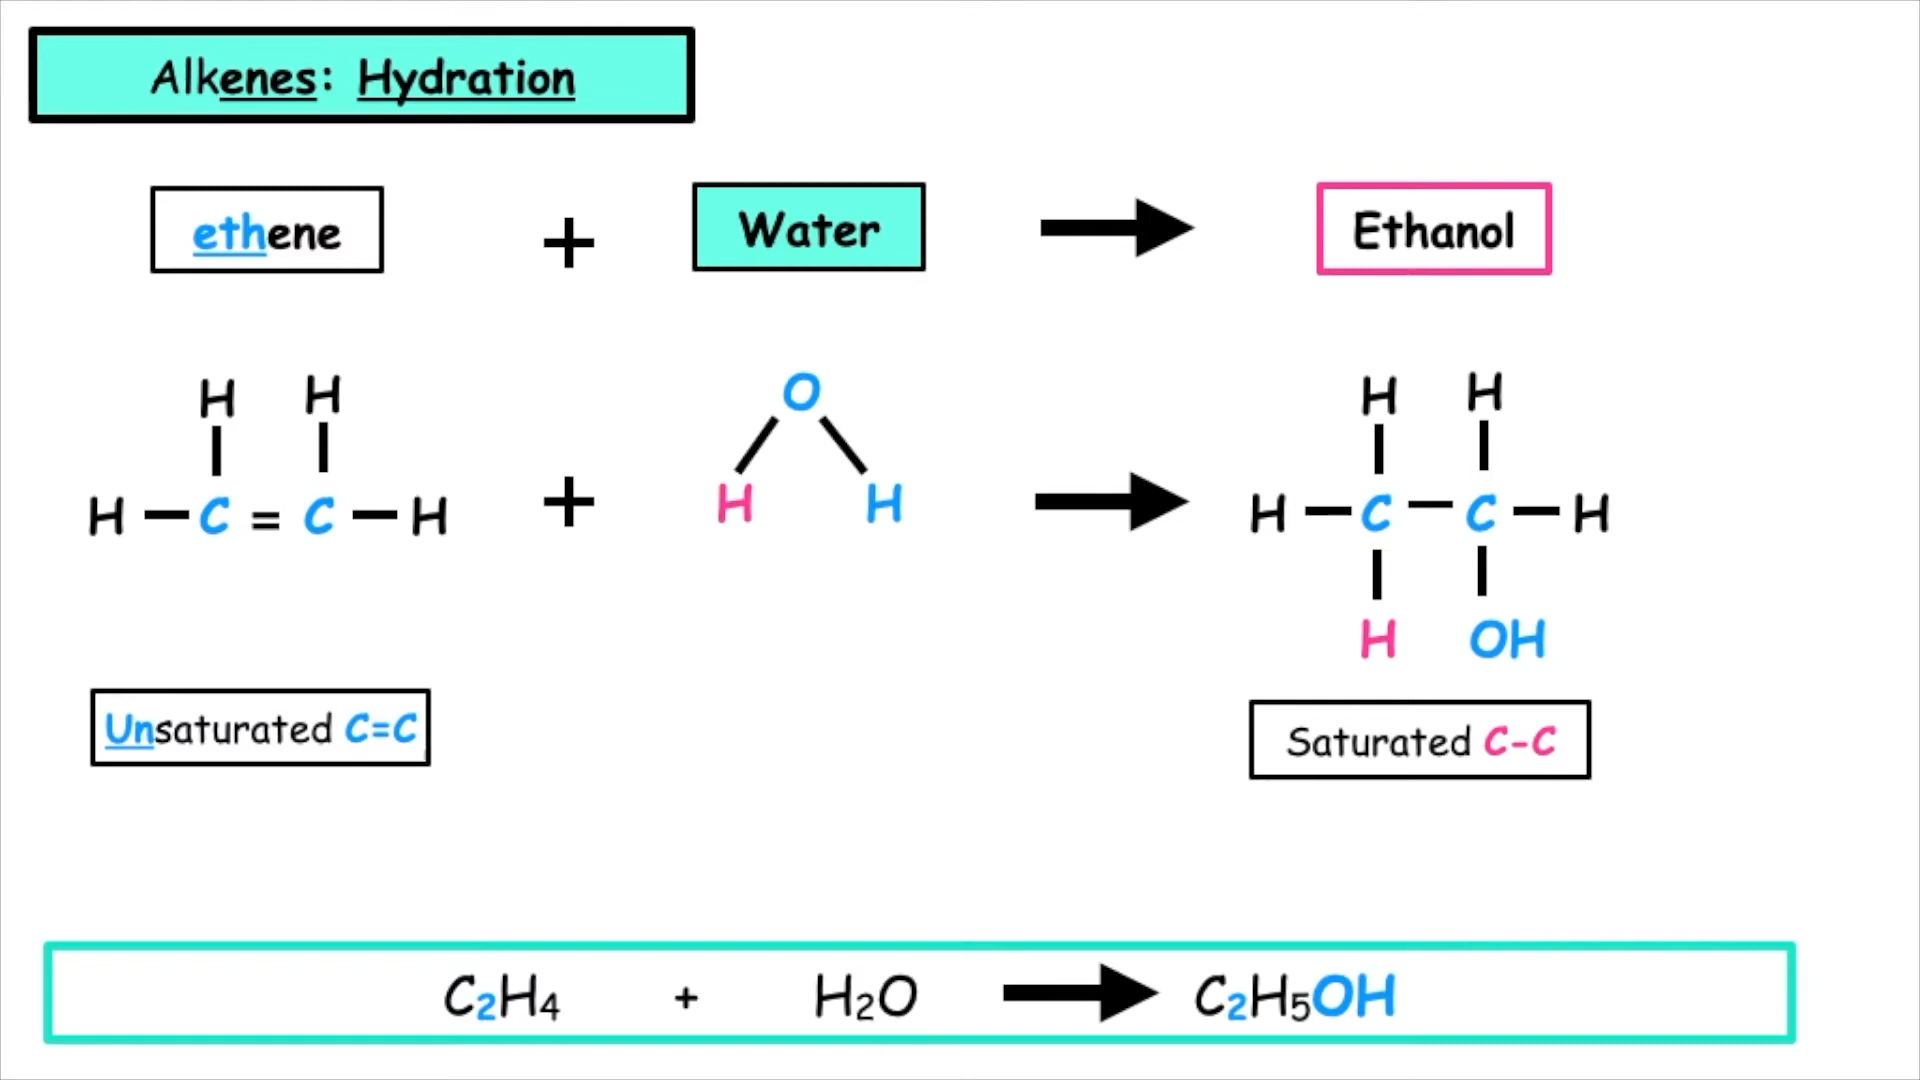 Alkenes: Hydration
ethene + Water → Ethanol
H H O H H
H – C = C – H + H H → H – C – C – H
H OH
Unsaturated C=C
Saturated C-C
C₂H₄ + H₂O → C₂H₅OH